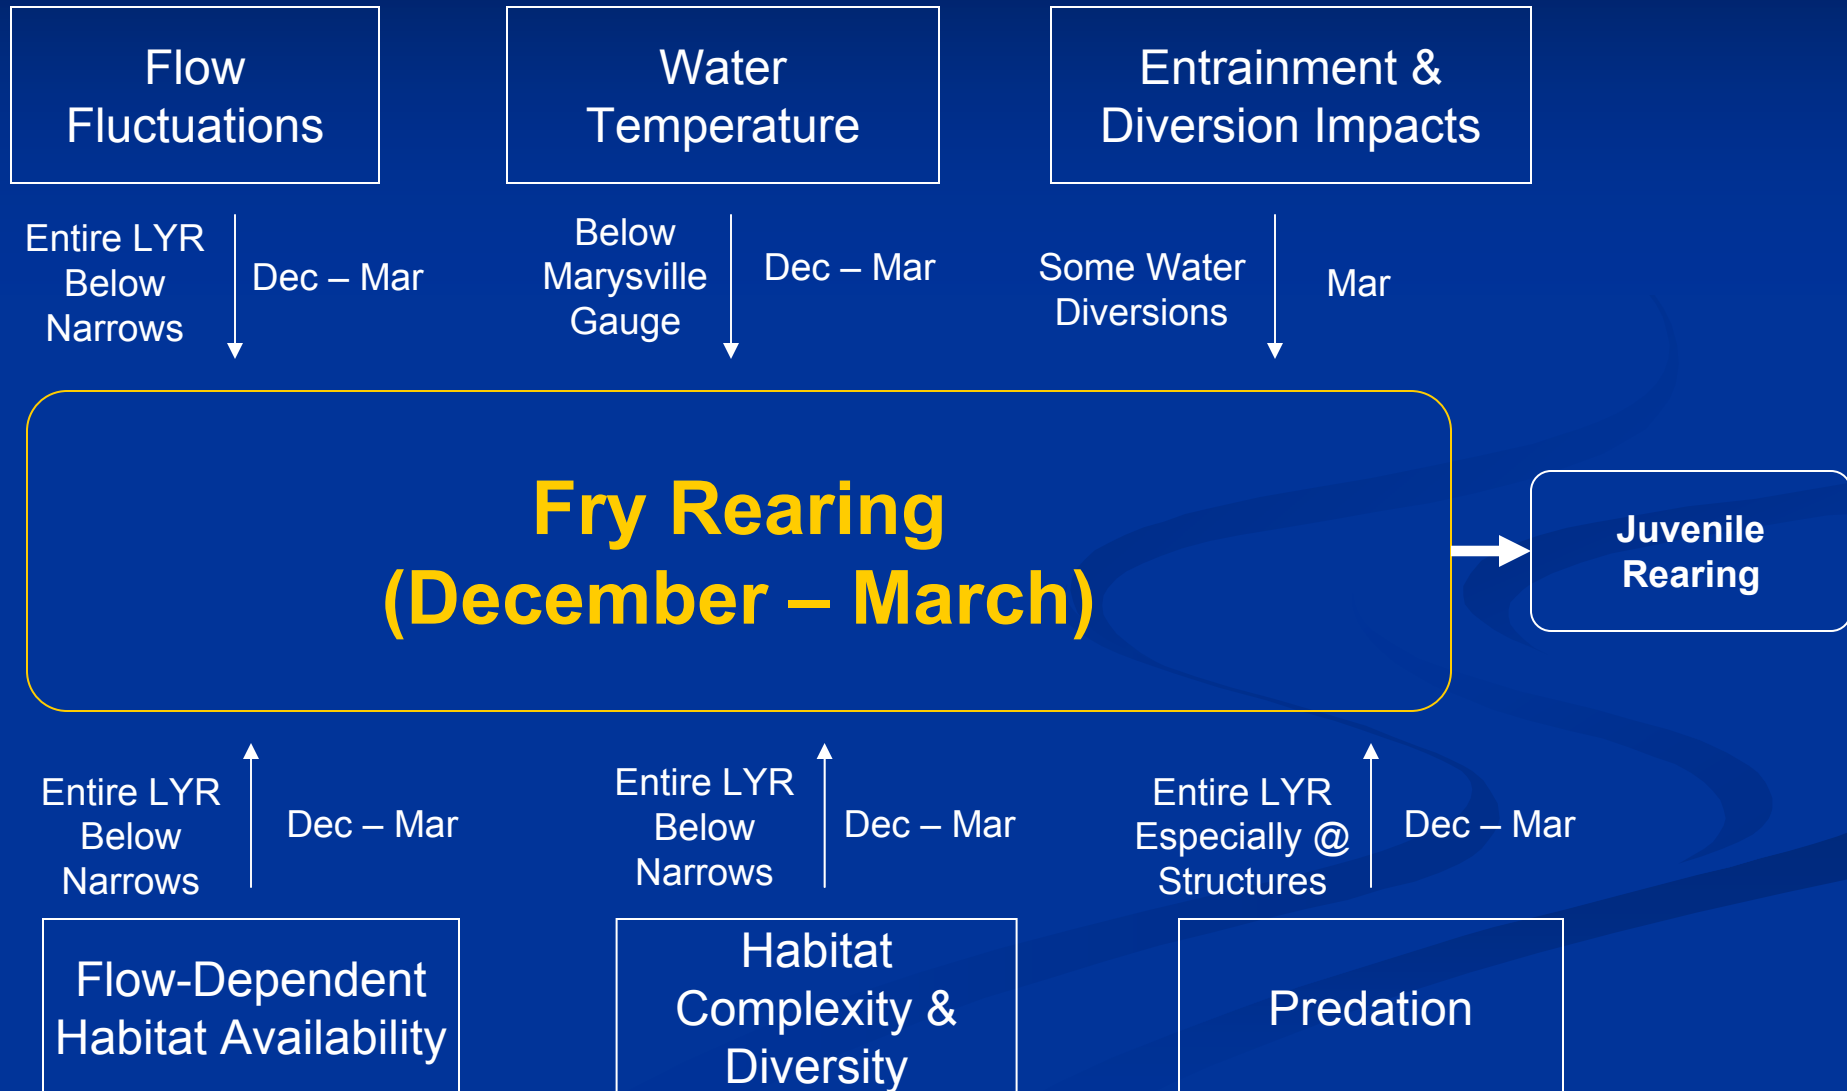 Flow
Fluctuations
Water
Temperature
Entrainment &
Diversion Impacts
Entire LYR
Below
Narrows
Dec – Mar
Below
Marysville
Gauge
Dec – Mar
Some Water
Diversions
Mar
Fry Rearing
(December – March)
Juvenile
Rearing
Entire LYR
Below
Narrows
Dec – Mar
Entire LYR
Below
Narrows
Dec – Mar
Entire LYR
Especially @
Structures
Dec – Mar
Flow-Dependent
Habitat Availability
Habitat
Complexity &
Diversity
Predation